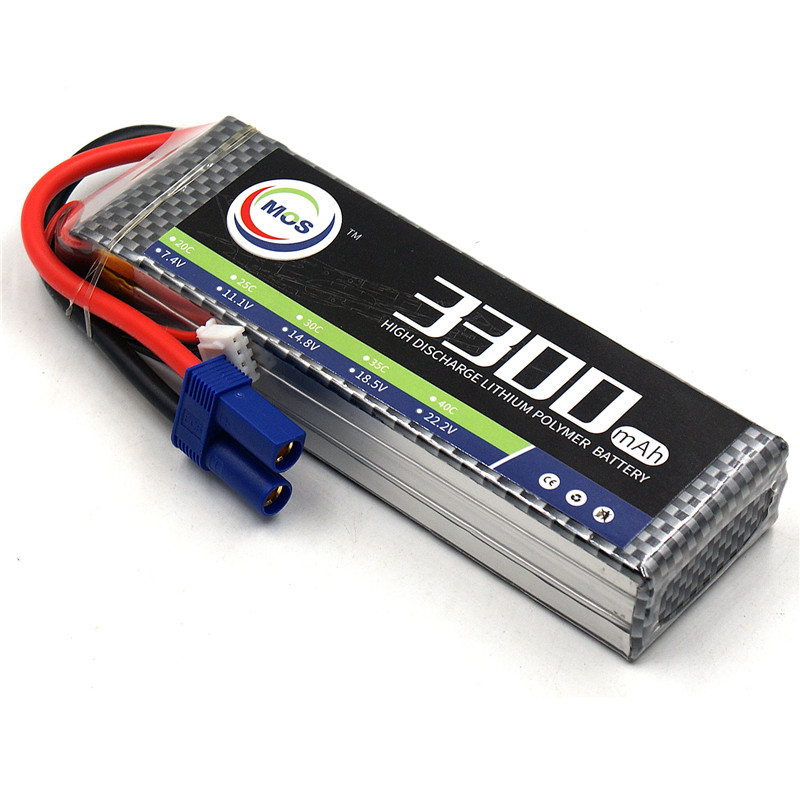 MOS
TM
3300mAh
HIGH DISCHARGE LITHIUM POLYMER BATTERY
20C 25C 30C 35C 40C
7.4V 11.1V 14.8V 18.5V 22.2V
CE